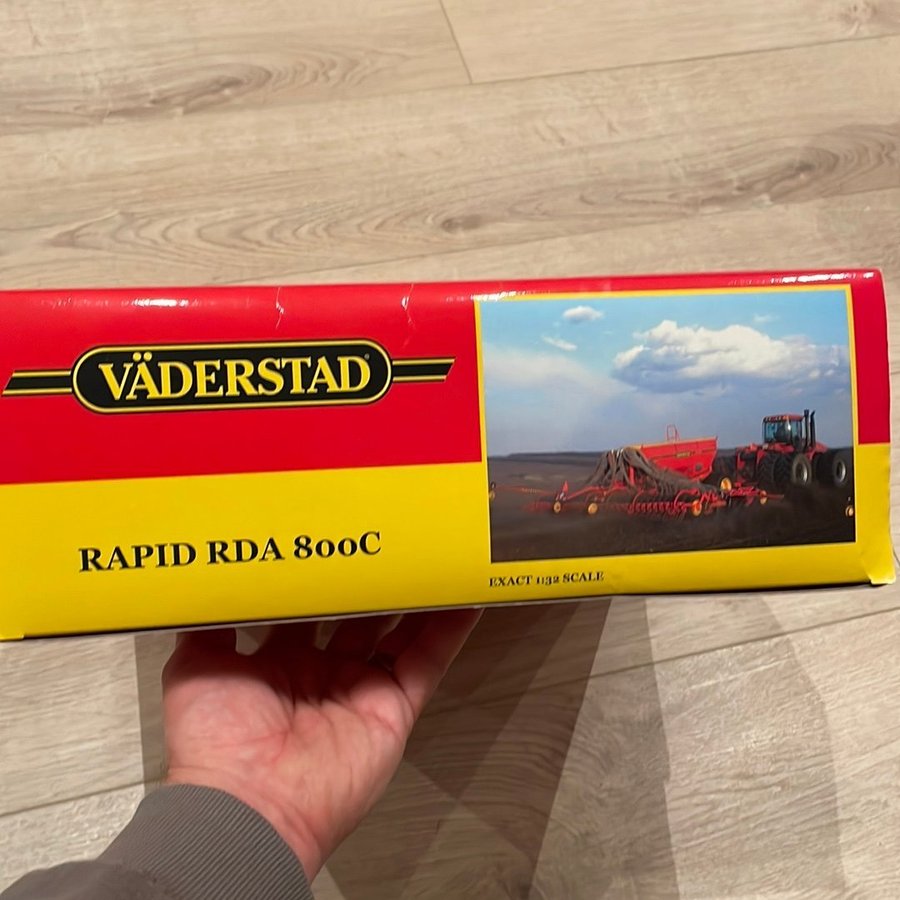 VÄDERSTAD
RAPID RDA 800C
EXACT 1:32 SCALE